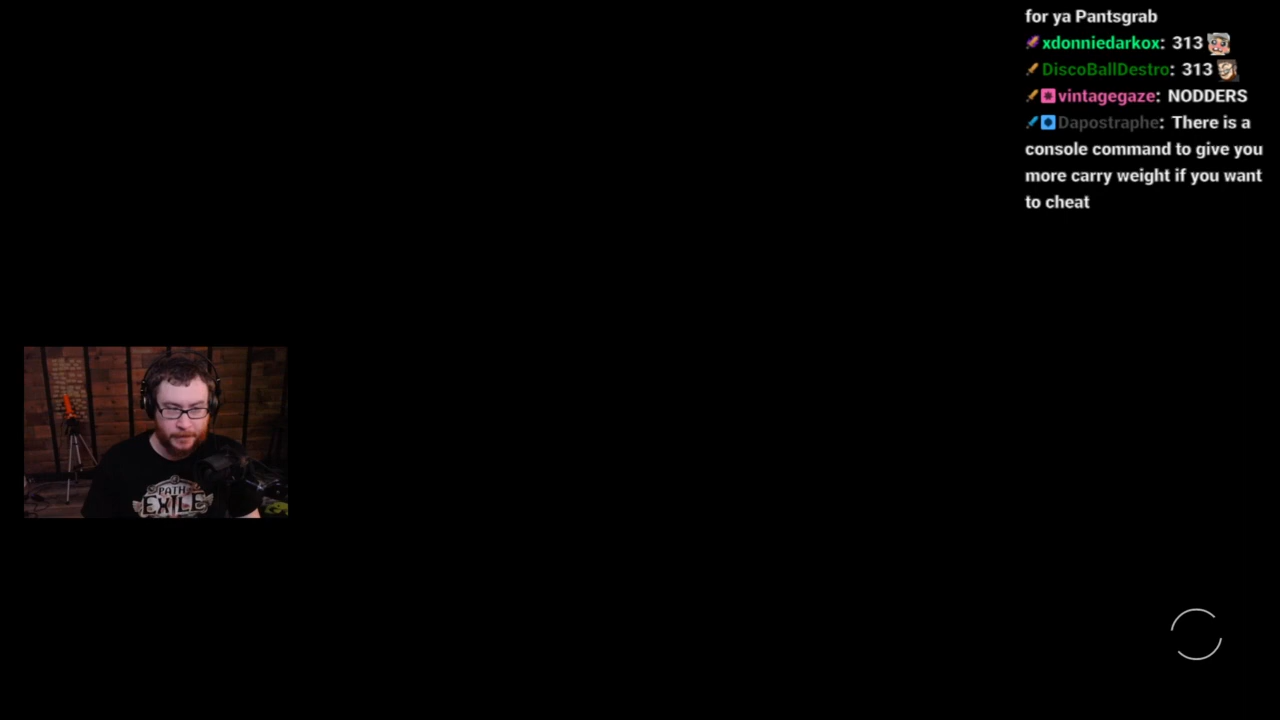 for ya Pantsgrab
xdonniedarkox: 313
DiscoBallDestro: 313
vintagegaze: NODDERS
Dapostraphe: There is a
console command to give you
more carry weight if you want
to cheat
PATH
EXILE